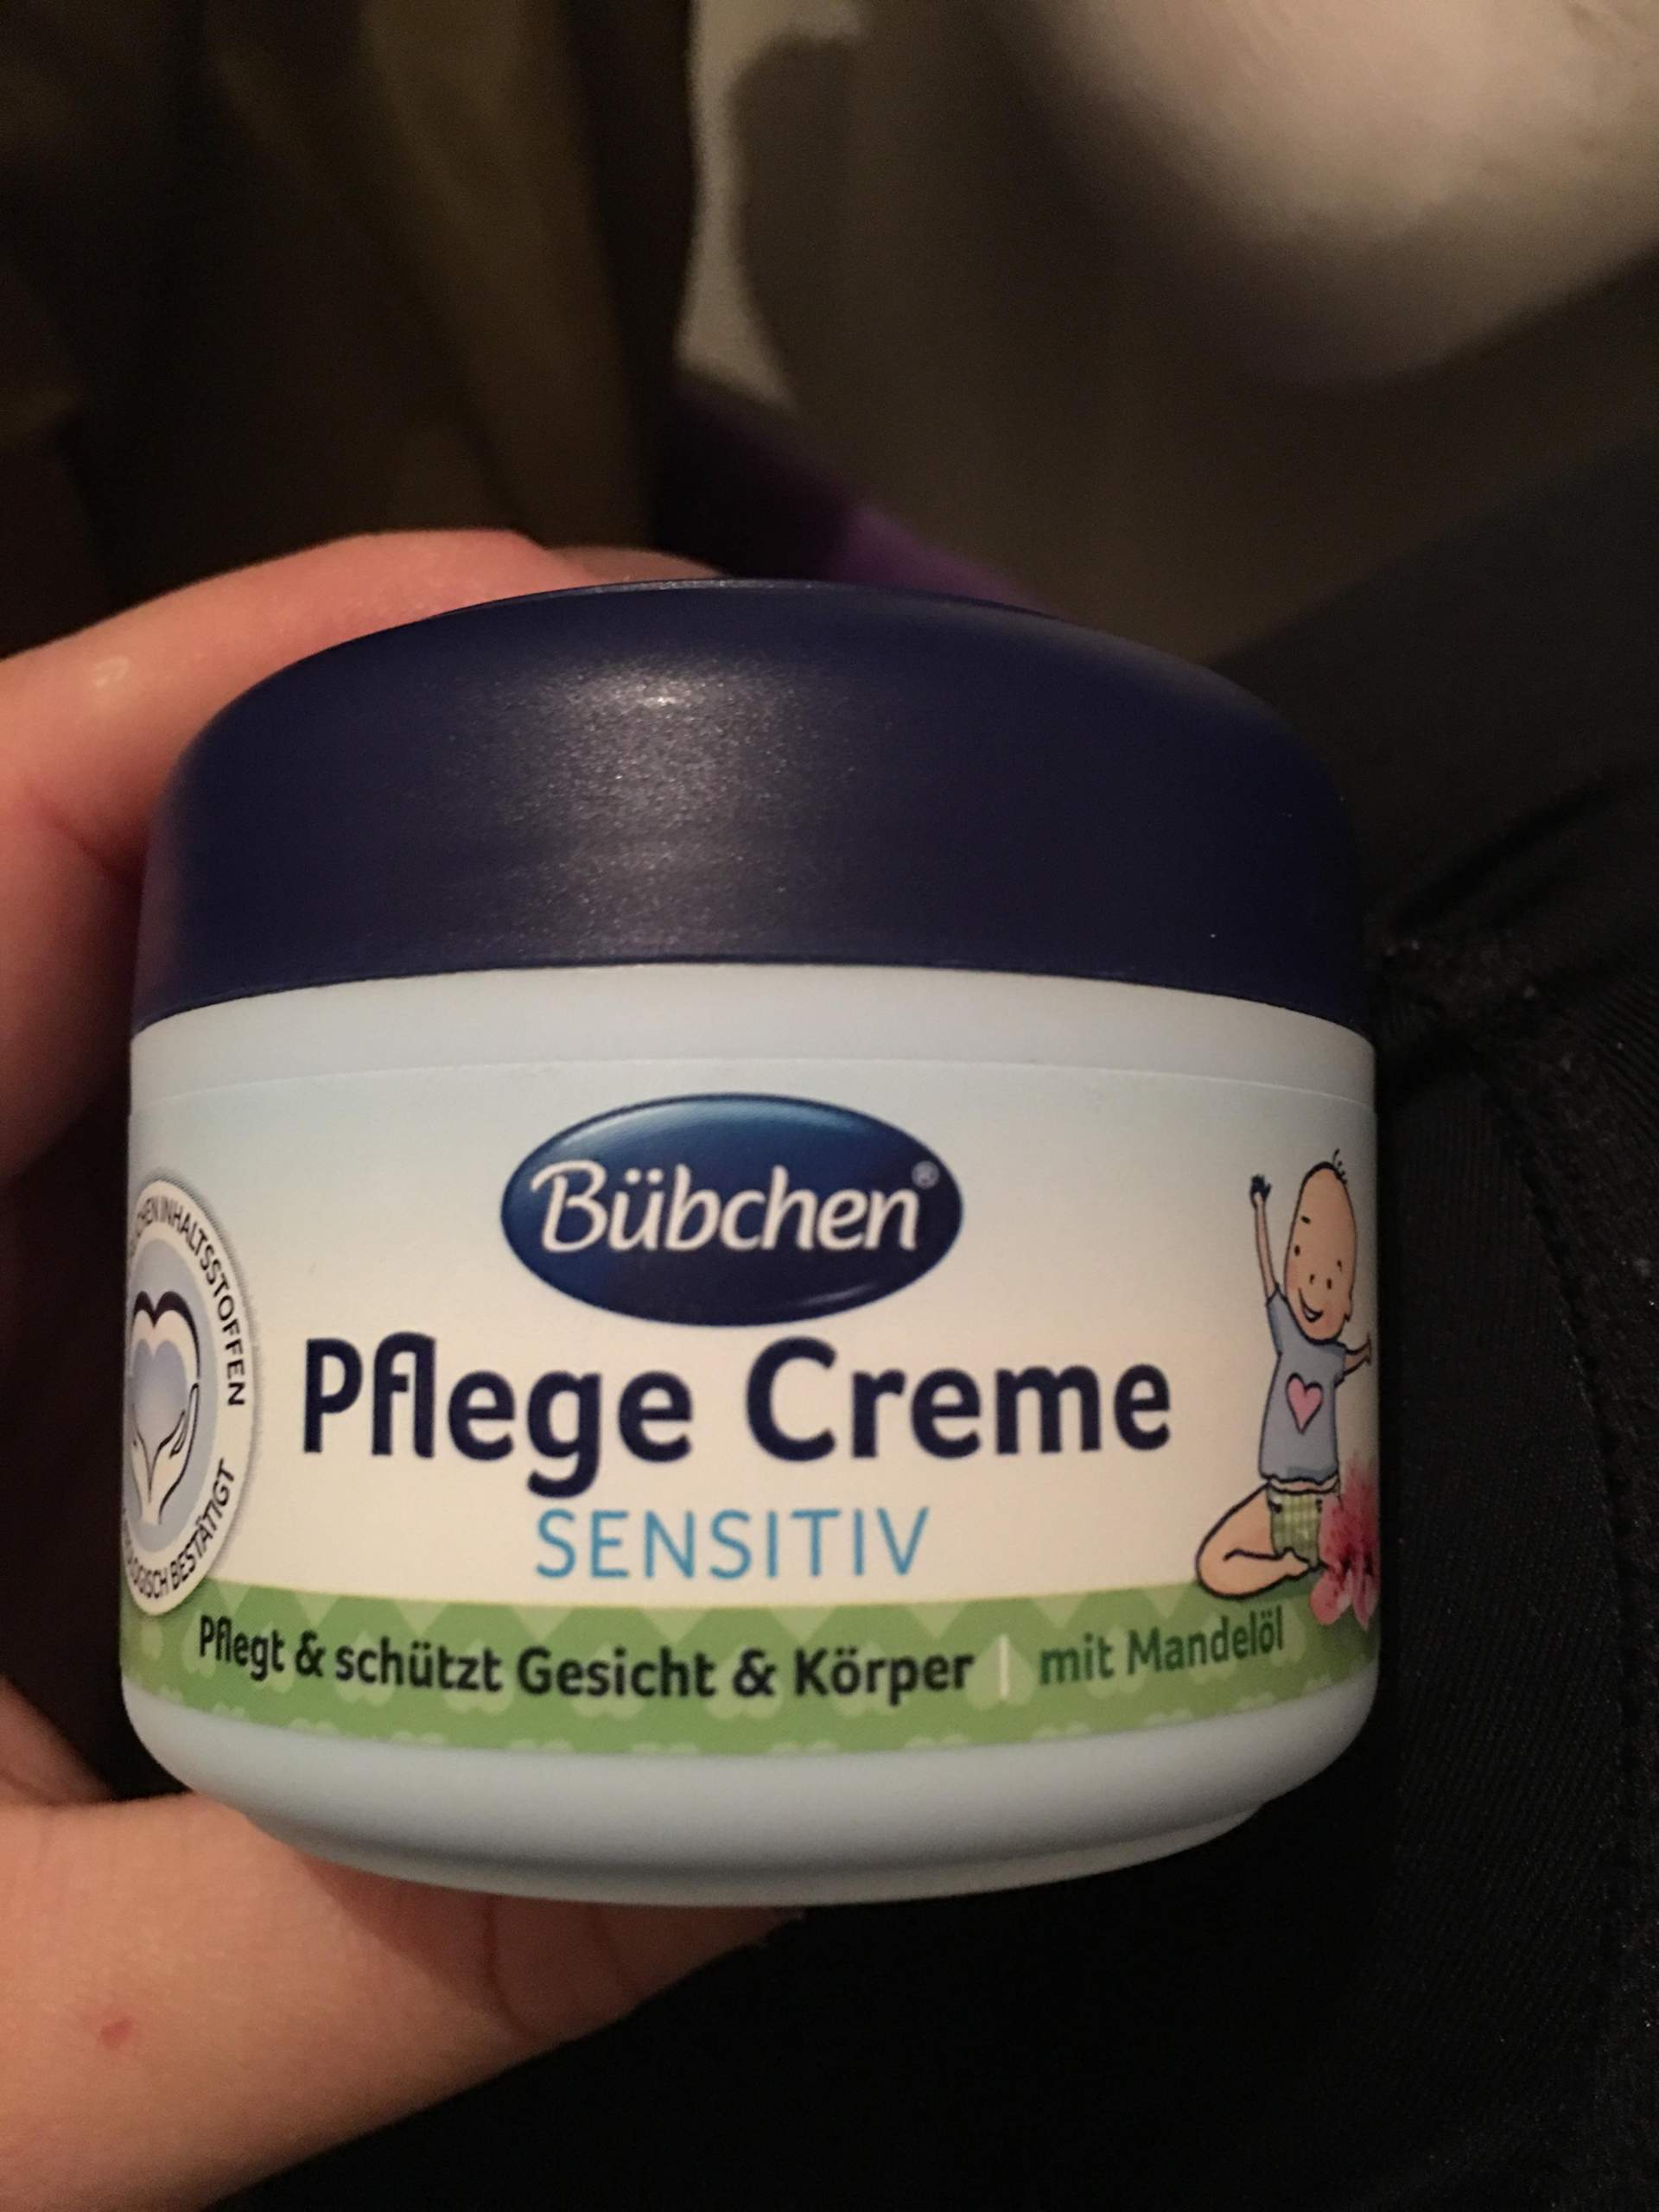 Bübchen®
Pflege Creme
SENSITIV
Pflegt & schützt Gesicht & Körper | mit Mandelöl
INHALTSSTOFFEN
BESTÄTIGT